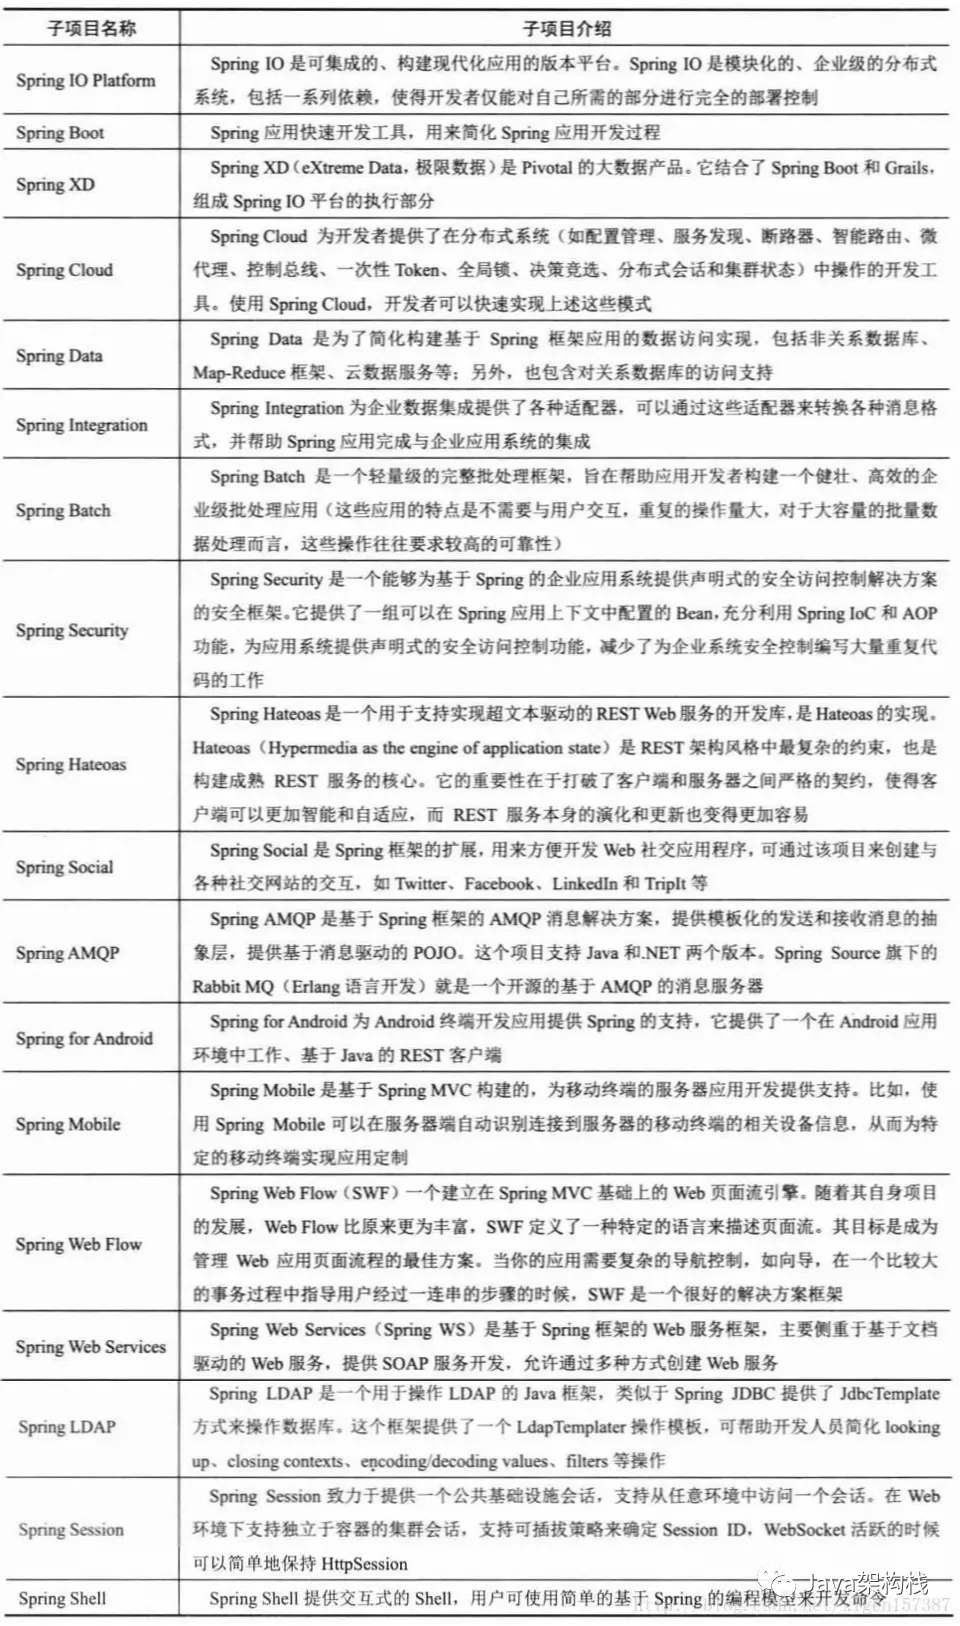 子项目名称
子项目介绍
Spring IO Platform
Spring IO 是可集成的、构建现代化应用的版本平台。Spring IO 是模块化的、企业级的分布式
系统，包括一系列依赖，使得开发者仅能对自己所需的部分进行完全的部署控制
Spring Boot
Spring 应用快速开发工具，用来简化 Spring 应用开发过程
Spring XD
Spring XD（eXtreme Data，极限数据）是 Pivotal 的大数据产品。它结合了 Spring Boot 和 Grails，
组成 Spring IO 平台的执行部分
Spring Cloud
Spring Cloud 为开发者提供了在分布式系统（如配置管理、服务发现、断路器、智能路由、微
代理、控制总线、一次性 Token、全局锁、决策竞选、分布式会话和集群状态）中操作的开发工
具。使用 Spring Cloud，开发者可以快速实现上述这些模式
Spring Data
Spring Data 是为了简化构建基于 Spring 框架应用的数据访问实现，包括非关系数据库、
Map-Reduce 框架、云数据服务等；另外，也包含对关系数据库的访问支持
Spring Integration
Spring Integration 为企业数据集成提供了各种适配器，可以通过这些适配器来转换各种消息格
式，并帮助 Spring 应用完成与企业应用系统的集成
Spring Batch
Spring Batch 是一个轻量级的完整批处理框架，旨在帮助应用开发者构建一个健壮、高效的企
业级批处理应用（这些应用的特点是不需要与用户交互，重复的操作量大，对于大容量的批量数
据处理而言，这些操作往往要求较高的可靠性）
Spring Security
Spring Security 是一个能够为基于 Spring 的企业应用系统提供声明式的安全访问控制解决方案
的安全框架。它提供了一组可以在 Spring 应用上下文中配置的 Bean，充分利用 Spring IoC 和 AOP
功能，为应用系统提供声明式的安全访问控制功能，减少了为企业系统安全控制编写大量重复代
码的工作
Spring Hateoas
Spring Hateoas 是一个用于支持实现超文本驱动的 REST Web 服务的开发库，是 Hateoas 的实现。
Hateoas（Hypermedia as the engine of application state）是 REST 架构风格中最复杂的约束，也是
构建成熟 REST 服务的核心。它的重要性在于打破了客户端和服务器之间严格的契约，使得客
户端可以更加智能和自适应，而 REST 服务本身的演化和更新也变得更加容易
Spring Social
Spring Social 是 Spring 框架的扩展，用来方便开发 Web 社交应用程序，可通过该项目来创建与
各种社交网站的交互，如 Twitter、Facebook、LinkedIn 和 TripIt 等
Spring AMQP
Spring AMQP 是基于 Spring 框架的 AMQP 消息解决方案，提供模板化的发送和接收消息的抽
象层，提供基于消息驱动的 POJO。这个项目支持 Java 和.NET 两个版本。Spring Source 旗下的
Rabbit MQ（Erlang 语言开发）就是一个开源的基于 AMQP 的消息服务器
Spring for Android
Spring for Android 为 Android 终端开发应用提供 Spring 的支持，它提供了一个在 Android 应用
环境中工作、基于 Java 的 REST 客户端
Spring Mobile
Spring Mobile 是基于 Spring MVC 构建的，为移动终端的服务器应用开发提供支持。比如，使
用 Spring Mobile 可以在服务器端自动识别连接到服务器的移动终端的相关设备信息，从而为特
定的移动终端实现应用定制
Spring Web Flow
Spring Web Flow（SWF）一个建立在 Spring MVC 基础上的 Web 页面流引擎。随着其自身项目
的发展，Web Flow 比原来更为丰富，SWF 定义了一种特定的语言来描述页面流。其目标是成为
管理 Web 应用页面流程的最佳方案。当你的应用需要复杂的导航控制，如向导，在一个比较大
的事务过程中指导用户经过一连串的步骤的时候，SWF 是一个很好的解决方案框架
Spring Web Services
Spring Web Services（Spring WS）是基于 Spring 框架的 Web 服务框架，主要侧重于基于文档
驱动的 Web 服务，提供 SOAP 服务开发，允许通过多种方式创建 Web 服务
Spring LDAP
Spring LDAP 是一个用于操作 LDAP 的 Java 框架，类似于 Spring JDBC 提供了 JdbcTemplate
方式来操作数据库。这个框架提供了一个 LdapTemplater 操作模板，可帮助开发人员简化 looking
up、closing contexts、encoding/decoding values、filters 等操作
Spring Session
Spring Session 致力于提供一个公共基础设施会话，支持从任意环境中访问一个会话。在 Web
环境下支持独立于容器的集群会话，支持可插拔策略来确定 Session ID，WebSocket 活跃的时候
可以简单地保持 HttpSession
Spring Shell
Spring Shell 提供交互式的 Shell，用户可使用简单的基于 Spring 的编程模型来开发命令
Java架构栈